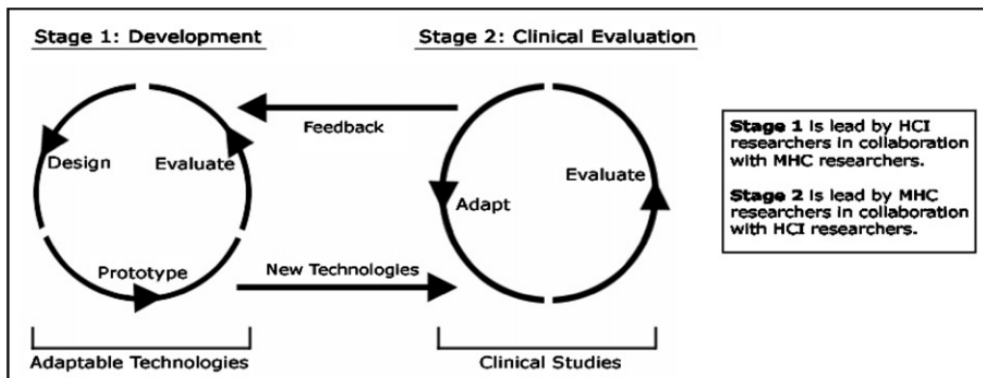 Stage 1: Development
Stage 2: Clinical Evaluation
Feedback
Design
Evaluate
Evaluate
Adapt
Prototype
New Technologies
Adaptable Technologies
Clinical Studies
Stage 1 is lead by HCI
researchers in collaboration
with MHC researchers.
Stage 2 is lead by MHC
researchers in collaboration
with HCI researchers.